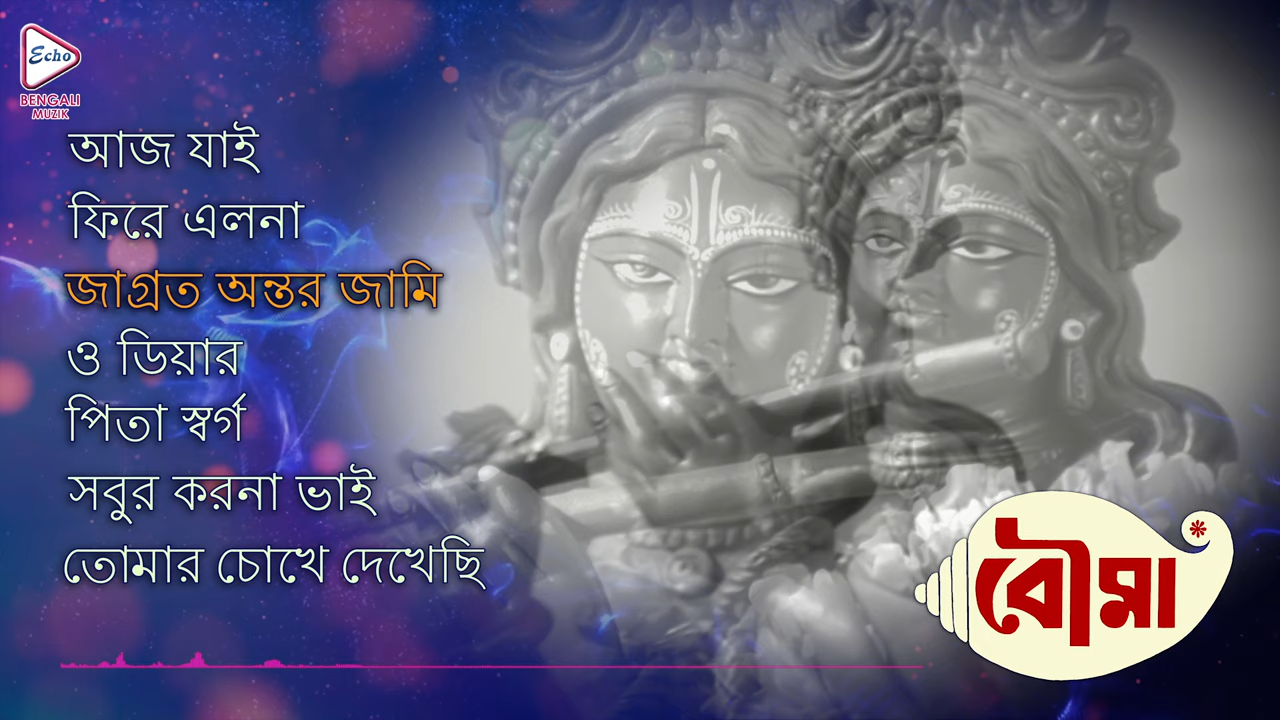 Echo
BENGALI
MUZIK
আজ যাই
ফিরে এলনা
জাগ্রত অন্তর জামি
ও ডিয়ার
পিতা স্বর্গ
সবুর করনা ভাই
তোমার চোখে দেখেছি
বৌমা